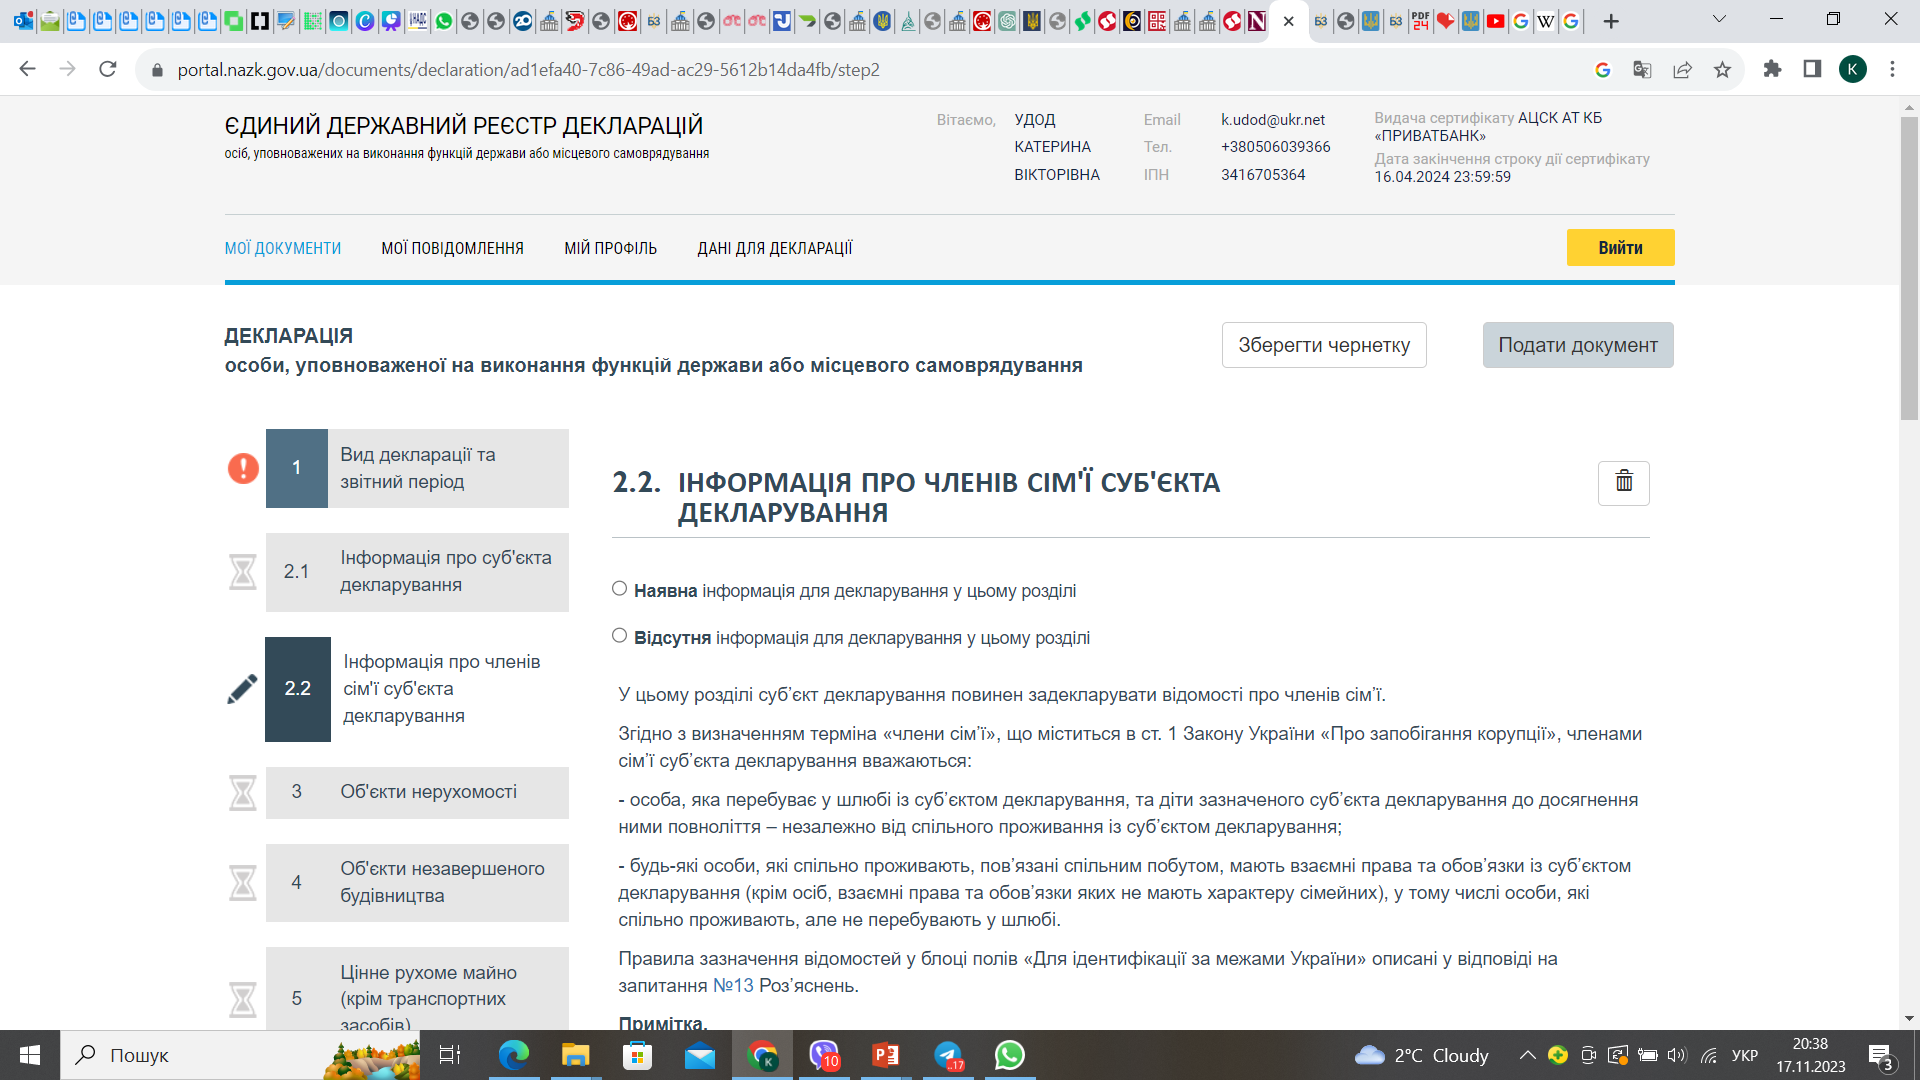 portal.nazk.gov.ua/documents/declaration/ad1efa40-7c86-49ad-ac29-5612b14da4fb/step2
K
ЄДИНИЙ ДЕРЖАВНИЙ РЕЄСТР ДЕКЛАРАЦІЙ
осіб, уповноважених на виконання функцій держави або місцевого самоврядування
Вітаємо, УДОД
КАТЕРИНА
ВІКТОРІВНА
Email k.udod@ukr.net
Тел. +380506039366
ІПН 3416705364
Видача сертифікату АЦСК АТ КБ
«ПРИВАТБАНК»
Дата закінчення строку дії сертифікату
16.04.2024 23:59:59
МОЇ ДОКУМЕНТИ МОЇ ПОВІДОМЛЕННЯ МІЙ ПРОФІЛЬ ДАНІ ДЛЯ ДЕКЛАРАЦІЇ Вийти
ДЕКЛАРАЦІЯ
особи, уповноваженої на виконання функцій держави або місцевого самоврядування
Зберегти чернетку Подати документ
1 Вид декларації та
звітний період
2.1 Інформація про суб'єкта
декларування
2.2 Інформація про членів
сім'ї суб'єкта
декларування
3 Об'єкти нерухомості
4 Об'єкти незавершеного
будівництва
5 Цінне рухоме майно
(крім транспортних
засобів)
2.2. ІНФОРМАЦІЯ ПРО ЧЛЕНІВ СІМ'Ї СУБ'ЄКТА
ДЕКЛАРУВАННЯ
Наявна інформація для декларування у цьому розділі
Відсутня інформація для декларування у цьому розділі
У цьому розділі суб’єкт декларування повинен задекларувати відомості про членів сім’ї.
Згідно з визначенням терміна «члени сім’ї», що міститься в ст. 1 Закону України «Про запобігання корупції», членами
сім’ї суб’єкта декларування вважаються:
- особа, яка перебуває у шлюбі із суб’єктом декларування, та діти зазначеного суб’єкта декларування до досягнення
ними повноліття – незалежно від спільного проживання із суб’єктом декларування;
- будь-які особи, які спільно проживають, пов’язані спільним побутом, мають взаємні права та обов’язки із суб’єктом
декларування (крім осіб, взаємні права та обов’язки яких не мають характеру сімейних), у тому числі особи, які
спільно проживають, але не перебувають у шлюбі.
Правила зазначення відомостей у блоці полів «Для ідентифікації за межами України» описані у відповіді на
запитання №13 Роз’яснень.
Примітка.
Пошук
10
..17
2°C Cloudy
УКР
20:38
17.11.2023
3